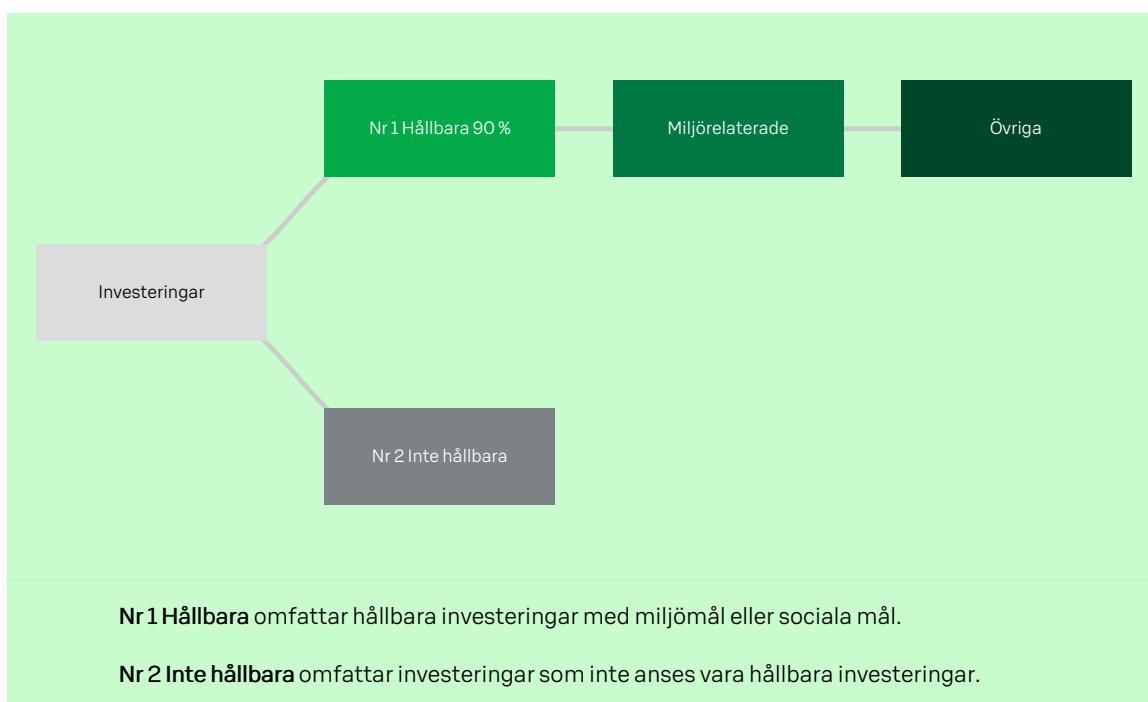 Nr 1 Hållbara 90 %
Miljörelaterade
Övriga
Investeringar
Nr 2 Inte hållbara
Nr 1 Hållbara omfattar hållbara investeringar med miljömål eller sociala mål.
Nr 2 Inte hållbara omfattar investeringar som inte anses vara hållbara investeringar.